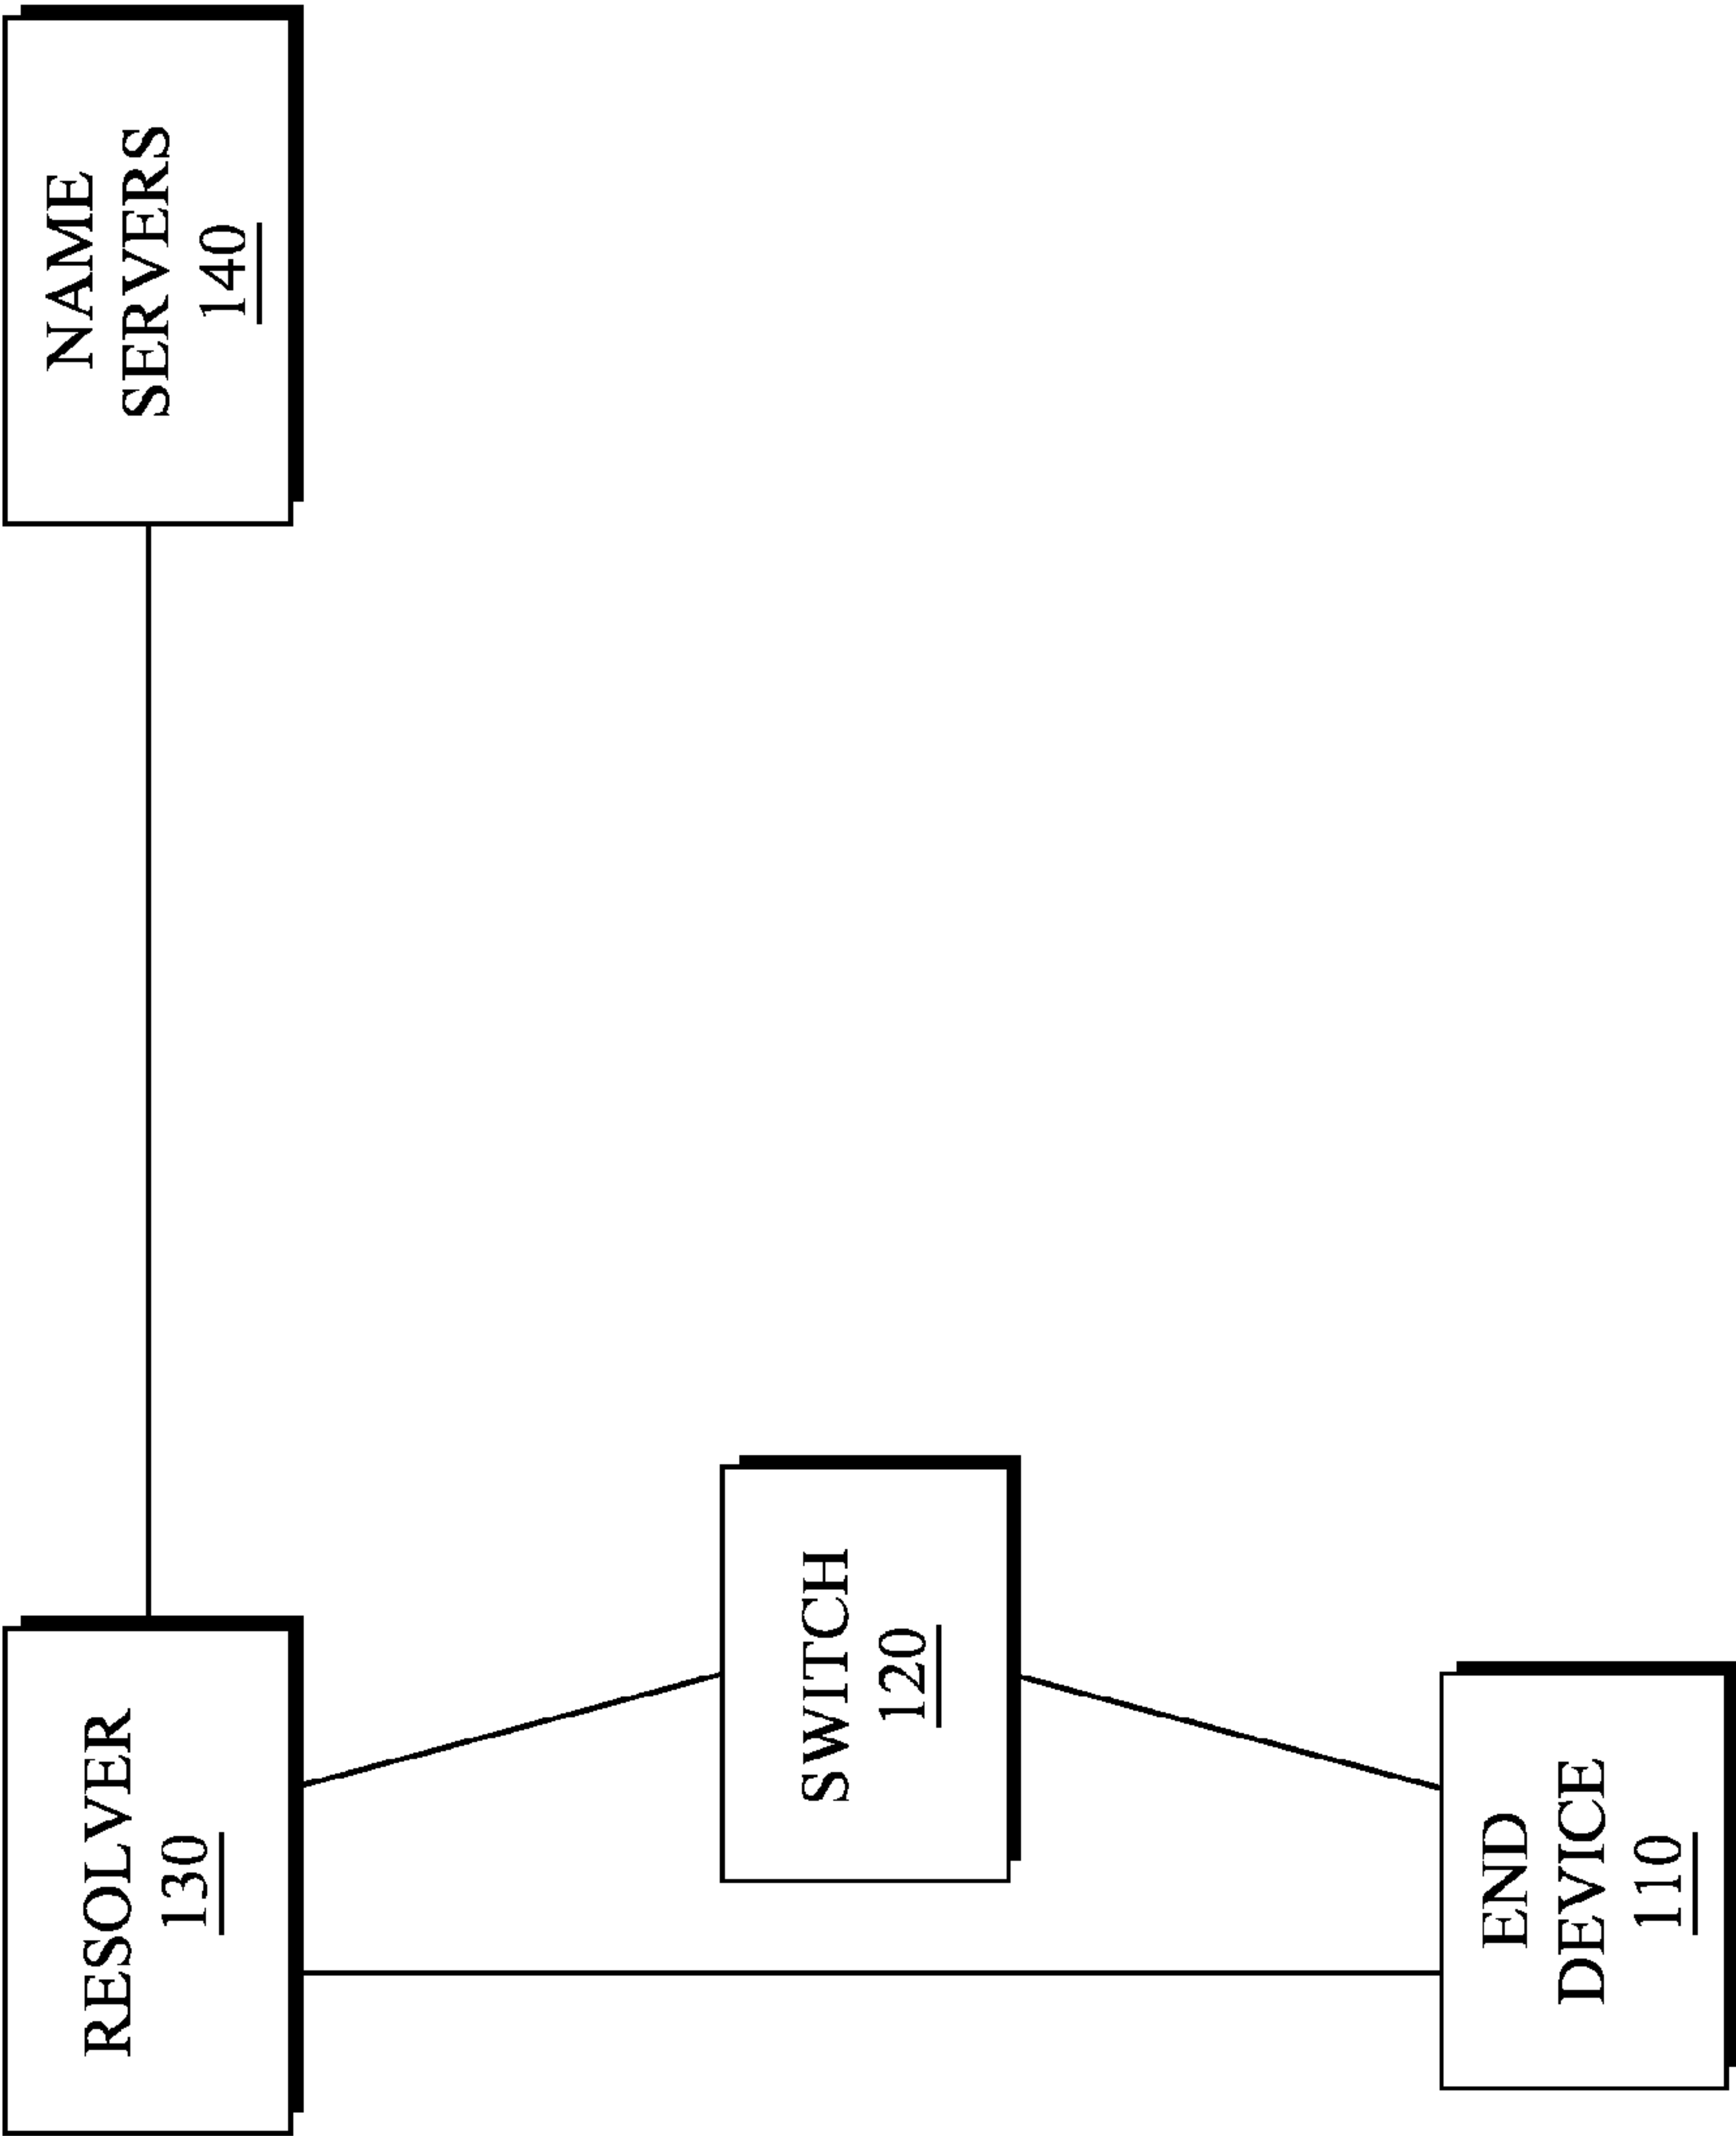 RESOLVER
130
NAME
SERVERS
140
SWITCH
120
END
DEVICE
110